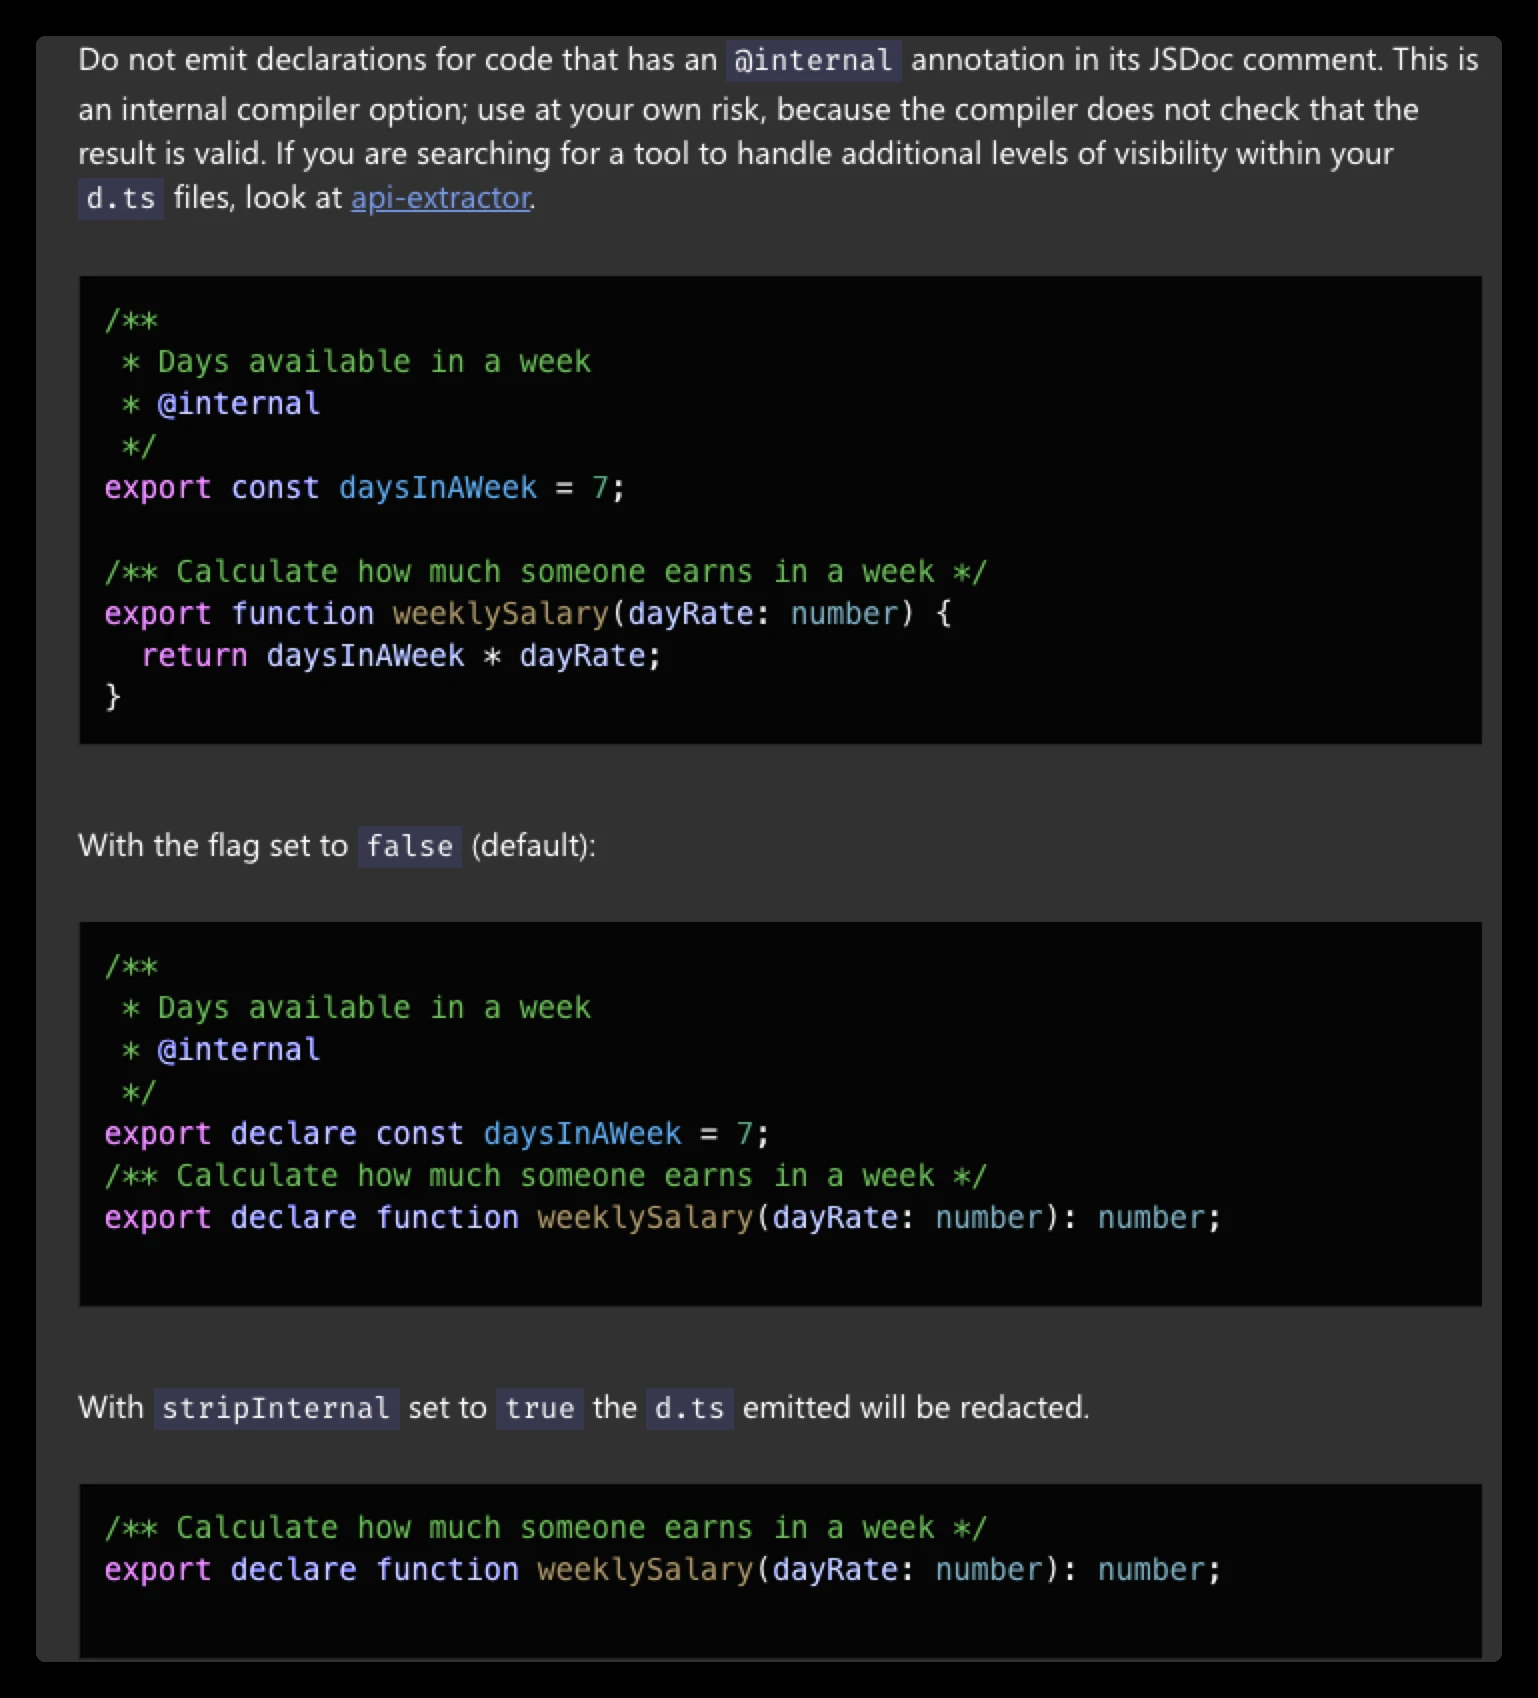 Do not emit declarations for code that has an @internal annotation in its JSDoc comment. This is
an internal compiler option; use at your own risk, because the compiler does not check that the
result is valid. If you are searching for a tool to handle additional levels of visibility within your
d.ts files, look at api-extractor.
/**
 * Days available in a week
 * @internal
 */
export const daysInAWeek = 7;
/** Calculate how much someone earns in a week */
export function weeklySalary(dayRate: number) {
  return daysInAWeek * dayRate;
}
With the flag set to false (default):
/**
 * Days available in a week
 * @internal
 */
export declare const daysInAWeek = 7;
/** Calculate how much someone earns in a week */
export declare function weeklySalary(dayRate: number): number;
With stripInternal set to true the d.ts emitted will be redacted.
/** Calculate how much someone earns in a week */
export declare function weeklySalary(dayRate: number): number;